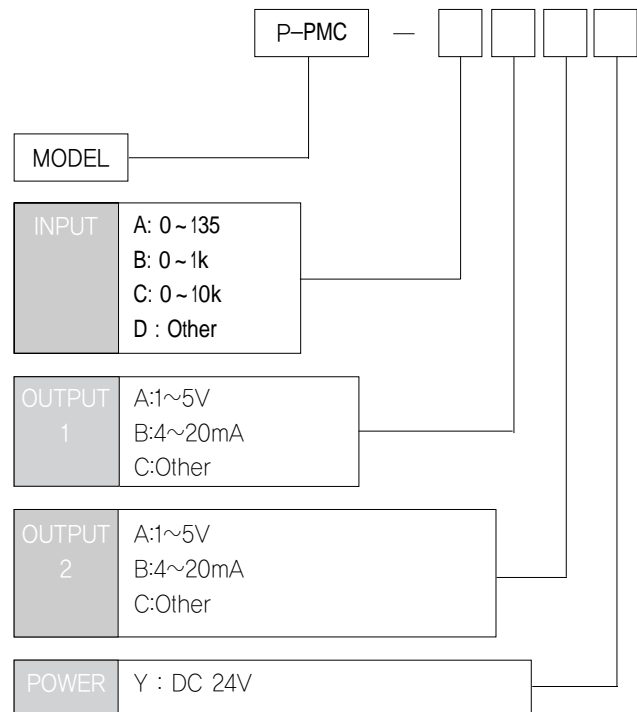 P-PMC —
MODEL
INPUT
A: 0 ~ 135
B: 0 ~ 1k
C: 0 ~ 10k
D : Other
OUTPUT
1
A:1~5V
B:4~20mA
C:Other
OUTPUT
2
A:1~5V
B:4~20mA
C:Other
POWER
Y : DC 24V